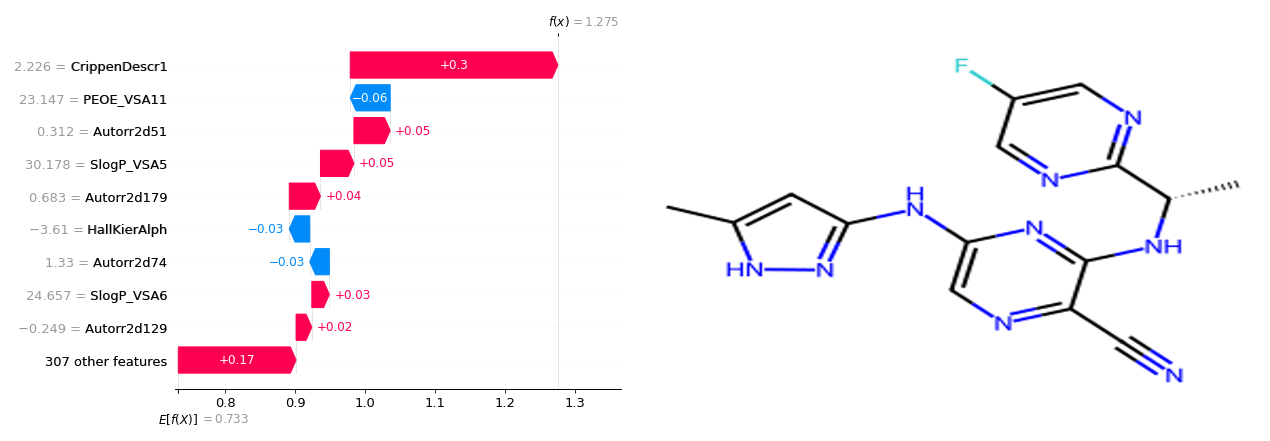 f(x) = 1.275
2.226 = CrippenDescr1
+0.3
23.147 = PEOE_VSA11
−0.06
0.312 = Autorr2d51
+0.05
30.178 = SlogP_VSA5
+0.05
0.683 = Autorr2d179
+0.04
−3.61 = HallKierAlph
−0.03
1.33 = Autorr2d74
−0.03
24.657 = SlogP_VSA6
+0.03
−0.249 = Autorr2d129
+0.02
307 other features
+0.17
0.8 0.9 1.0 1.1 1.2 1.3
E[f(X)] = 0.733
F
N
N
H
N
N
NH
HN
N
N
N